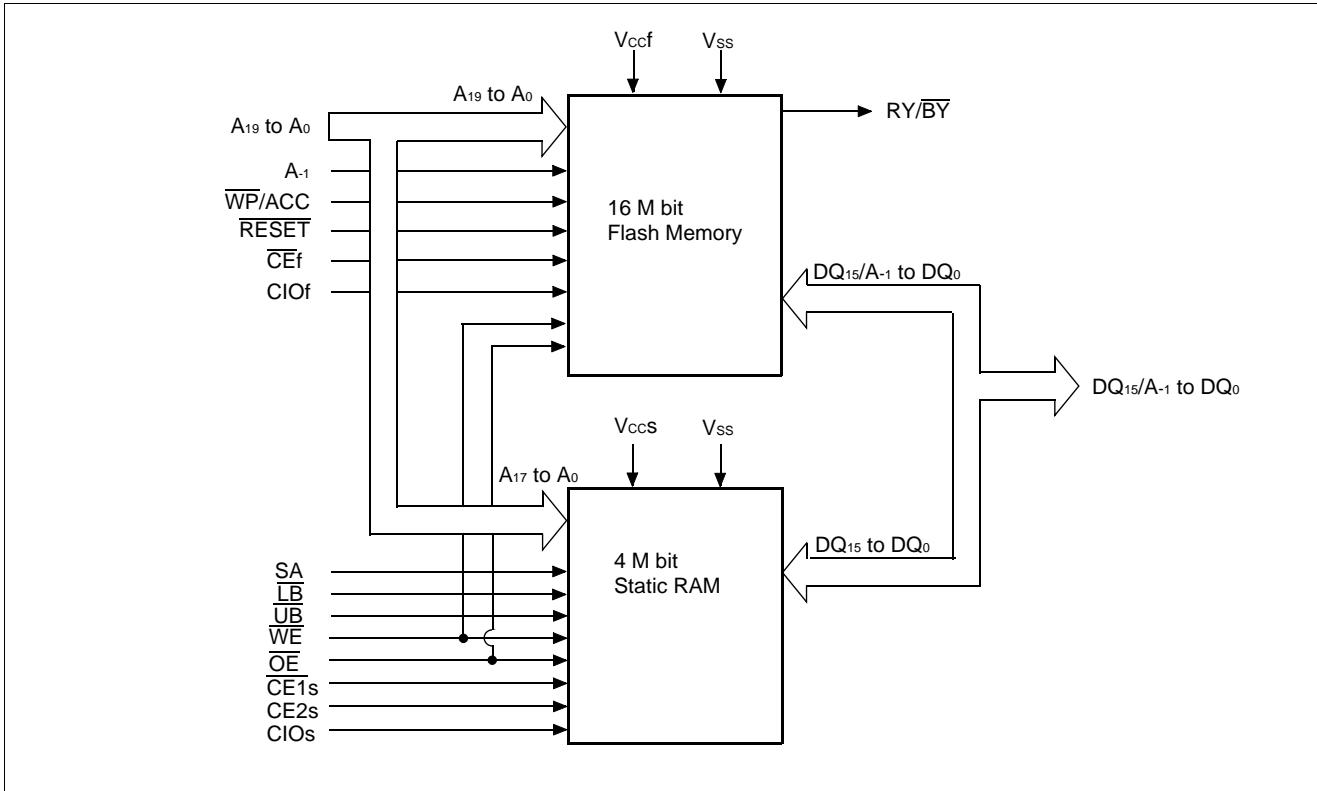 VCCf VSS
A19 to A0
RY/BY
A19 to A0
A-1
WP/ACC
RESET
CEf
CIOf
16 M bit
Flash Memory
DQ15/A-1 to DQ0
DQ15/A-1 to DQ0
VCCs VSS
A17 to A0
DQ15 to DQ0
4 M bit
Static RAM
SA
LB
UB
WE
OE
CE1s
CE2s
CIOs